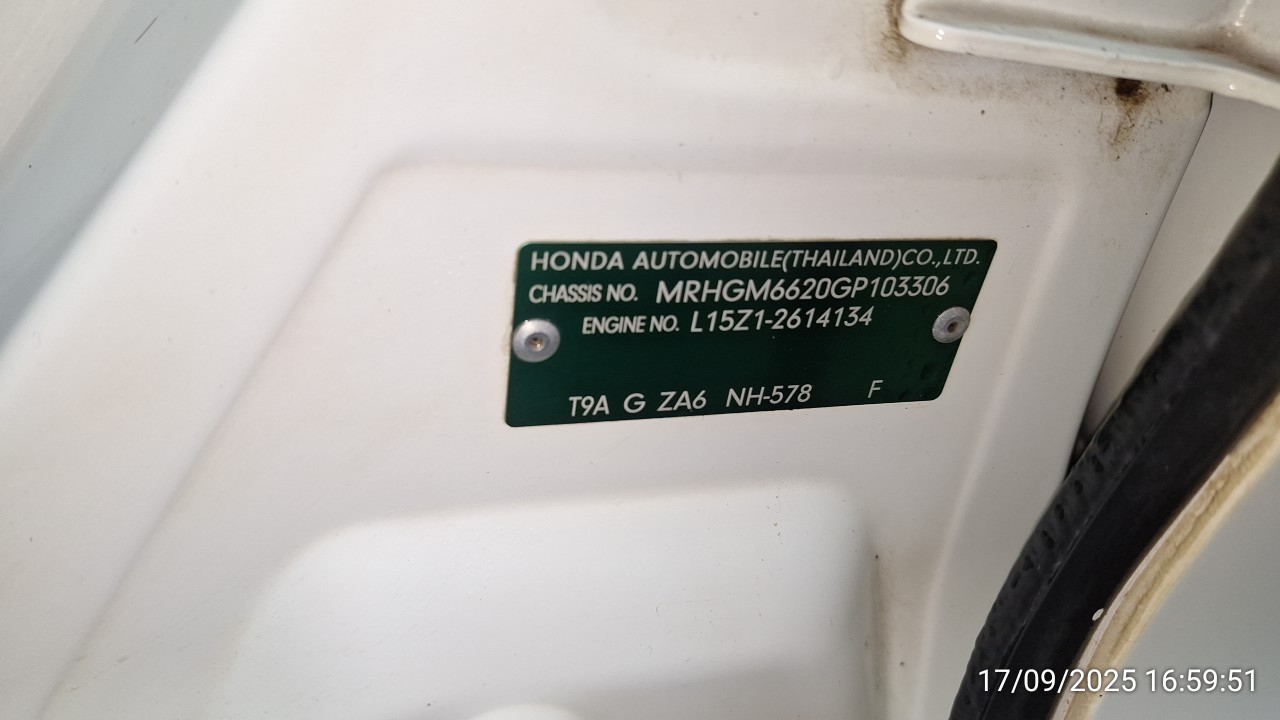 HONDA AUTOMOBILE(THAILAND)CO.,LTD.
CHASSIS NO. MRHGM6620GP103306
ENGINE NO. L15Z1-2614134
T9A G ZA6 NH-578 F
17/09/2025 16:59:51